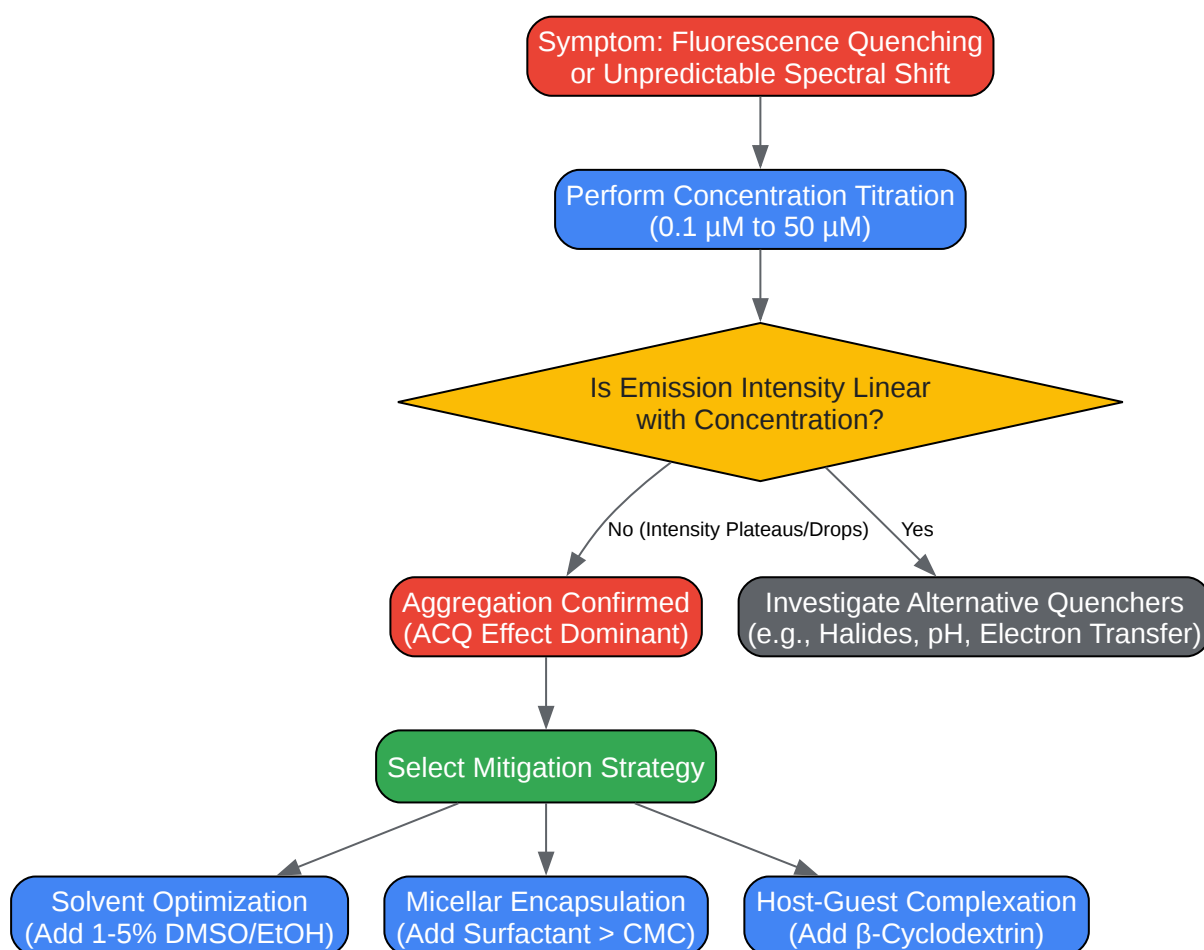 Symptom: Fluorescence Quenching
or Unpredictable Spectral Shift
Perform Concentration Titration
(0.1 µM to 50 µM)
Is Emission Intensity Linear
with Concentration?
No (Intensity Plateaus/Drops)
Yes
Aggregation Confirmed
(ACQ Effect Dominant)
Investigate Alternative Quenchers
(e.g., Halides, pH, Electron Transfer)
Select Mitigation Strategy
Solvent Optimization
(Add 1-5% DMSO/EtOH)
Micellar Encapsulation
(Add Surfactant > CMC)
Host-Guest Complexation
(Add β-Cyclodextrin)